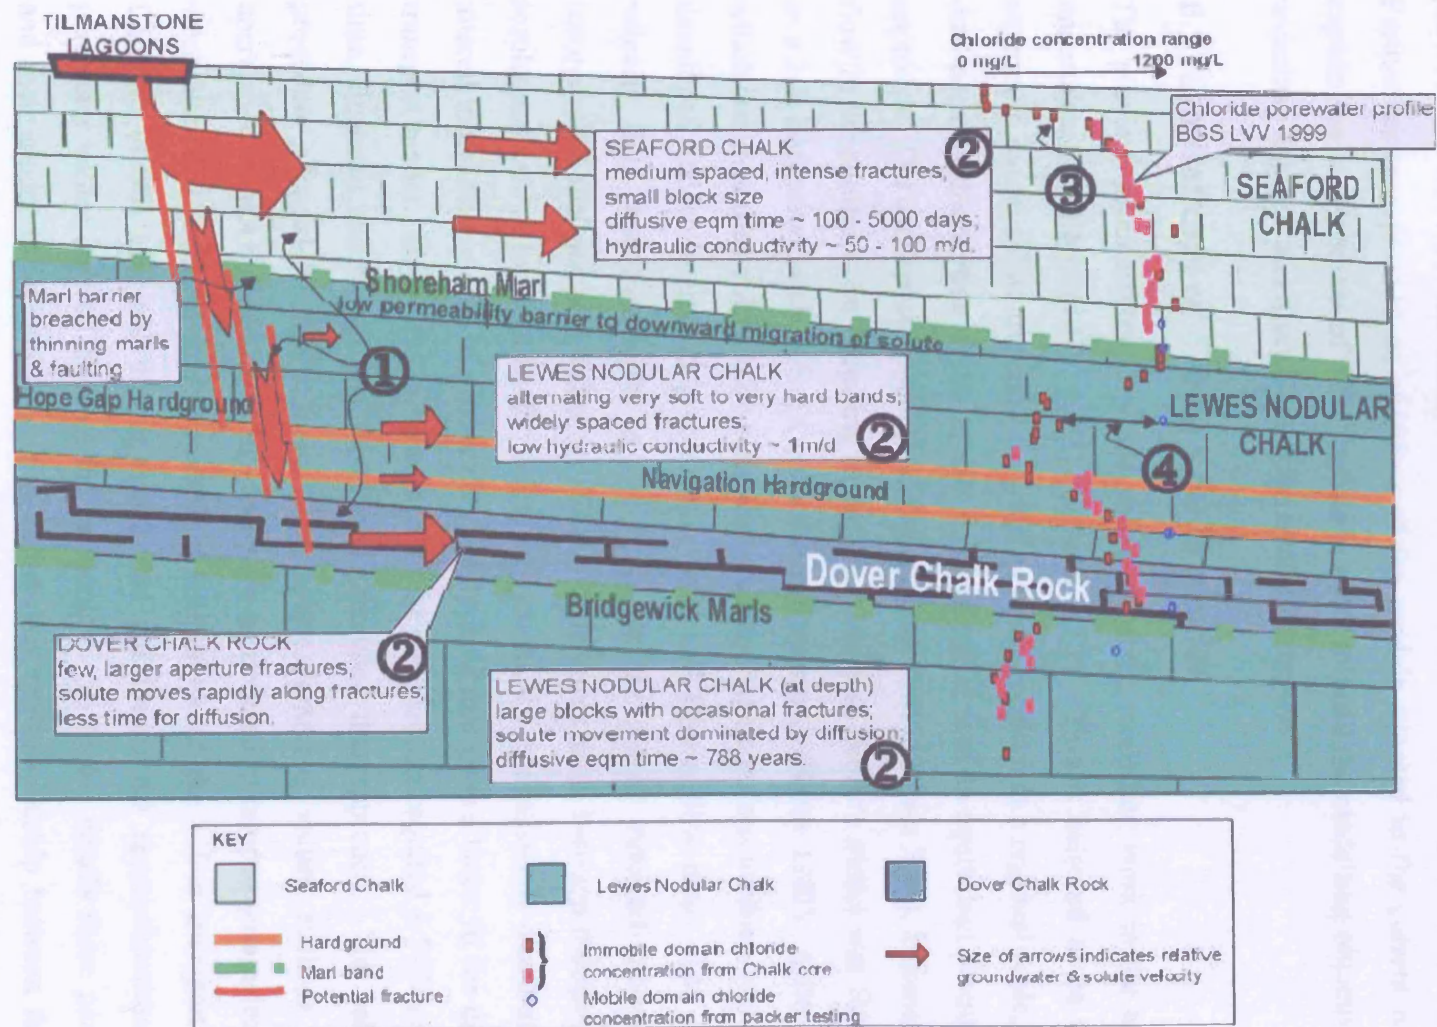 TILMANSTONE
LAGOONS
Chloride concentration range
0 mg/L 1200 mg/L
Chloride porewater profile
BGS LVV 1999
SEAFORD CHALK
medium spaced, intense fractures;
small block size
diffusive eqm time ~ 100 - 5000 days;
hydraulic conductivity ~ 50 - 100 m/d.
2
3
SEAFORD
CHALK
Shoreham Marl
low permeability barrier to downward migration of solute
Marl barrier
breached by
thinning marls
& faulting
1
LEWES NODULAR CHALK
alternating very soft to very hard bands;
widely spaced fractures;
low hydraulic conductivity ~ 1m/d
2
LEWES NODULAR
CHALK
4
Hope Gap Hardground
Navigation Hardground
Dover Chalk Rock
Bridgewick Marls
DOVER CHALK ROCK
few, larger aperture fractures;
solute moves rapidly along fractures;
less time for diffusion.
2
LEWES NODULAR CHALK (at depth)
large blocks with occasional fractures;
solute movement dominated by diffusion;
diffusive eqm time ~ 788 years.
2
KEY
Seaford Chalk
Lewes Nodular Chalk
Dover Chalk Rock
Hardground
Marl band
Potential fracture
Immobile domain chloride
concentration from Chalk core
Mobile domain chloride
concentration from packer testing
Size of arrows indicates relative
groundwater & solute velocity